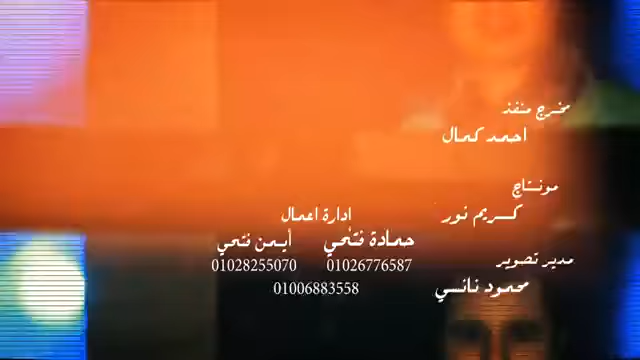 مخرج منفذ
احمد كمال
مونتاج
كريم نور
مدير تصوير
محمود نانسي
ادارة اعمال
حمادة فتحي
أيمن فتحي
01026776587
01028255070
01006883558